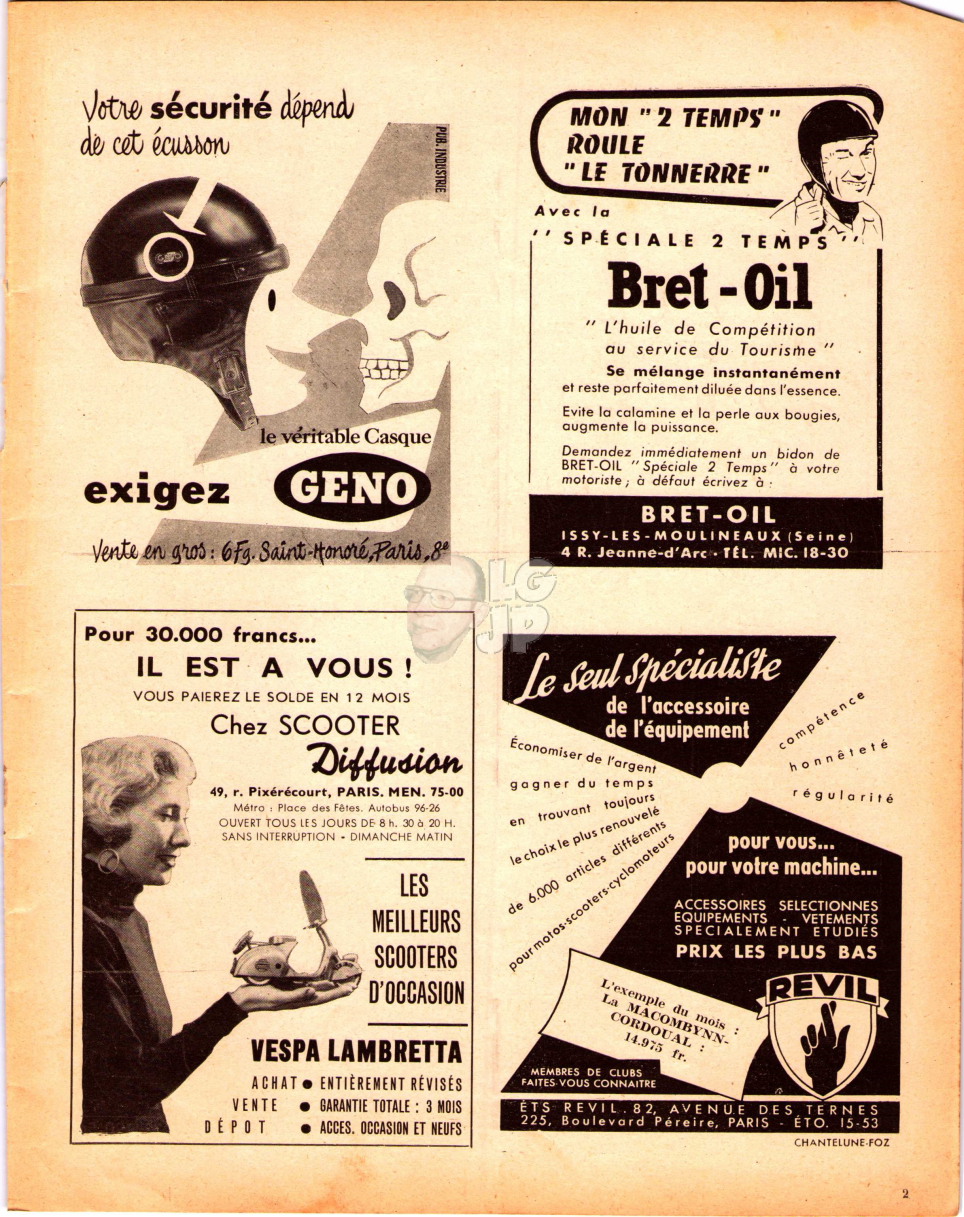 Votre sécurité dépend
de cet écusson
PUB. INDUSTRIE
le véritable Casque
exigez GENO
Vente en gros : 6 Fg. Saint-Honoré, Paris, 8e
MON " 2 TEMPS "
ROULE
" LE TONNERRE "
Avec la
'' SPÉCIALE 2 TEMPS ''
Bret-Oil
" L'huile de Compétition
au service du Tourisme "
Se mélange instantanément
et reste parfaitement diluée dans l'essence.
Evite la calamine et la perle aux bougies,
augmente la puissance.
Demandez immédiatement un bidon de
BRET-OIL "Spéciale 2 Temps" à votre
motoriste ; à défaut écrivez à :
BRET-OIL
ISSY-LES-MOULINEAUX (Seine)
4 R. Jeanne-d'Arc - TÉL. MIC. 18-30
LG
JP
Pour 30.000 francs...
IL EST A VOUS !
VOUS PAIEREZ LE SOLDE EN 12 MOIS
Chez SCOOTER
Diffusion
49, r. Pixérécourt, PARIS. MEN. 75-00
Métro : Place des Fêtes. Autobus 96-26
OUVERT TOUS LES JOURS DE 8 h. 30 à 20 H.
SANS INTERRUPTION - DIMANCHE MATIN
LES
MEILLEURS
SCOOTERS
D'OCCASION
VESPA LAMBRETTA
ACHAT ● ENTIÈREMENT RÉVISÉS
VENTE ● GARANTIE TOTALE : 3 MOIS
DÉPOT ● ACCES. OCCASION ET NEUFS
Le Seul Spécialiste
de l'accessoire
de l'équipement
Économiser de l'argent
gagner du temps
en trouvant toujours
le choix le plus renouvelé
de 6.000 articles différents
pour motos-scooters-cyclomoteurs
compétence
honnêteté
régularité
pour vous...
pour votre machine...
ACCESSOIRES SELECTIONNES
EQUIPEMENTS - VETEMENTS
SPECIALEMENT ETUDIÉS
PRIX LES PLUS BAS
REVIL
L'exemple du mois :
La MACOMBYNN-
CORDOUAL :
14.975 fr.
MEMBRES DE CLUBS
FAITES-VOUS CONNAITRE
ÉTS REVIL. 82, AVENUE DES TERNES
225, Boulevard Péreire, PARIS - ÉTO. 15-53
CHANTELUNE-FOZ
2